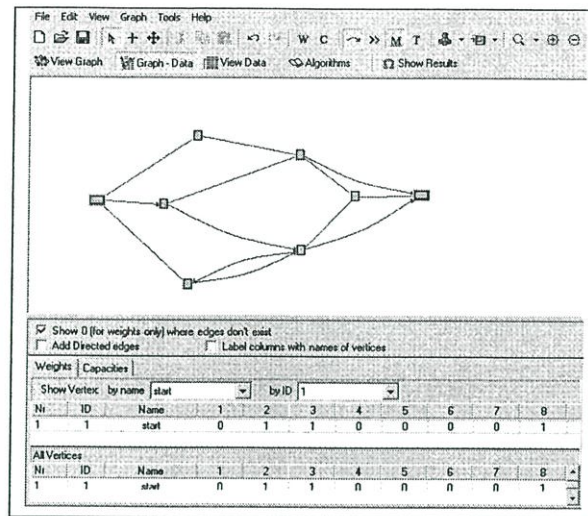 File Edit View Graph Tools Help
W C M T
View Graph Graph - Data View Data Algorithms Ω Show Results
Show 0 (for weights only) where edges don't exist
Add Directed edges Label columns with names of vertices
Weights Capacities
Show Vertex: by name start by ID 1
Nr ID Name 1 2 3 4 5 6 7 8
1 1 start 0 1 1 0 0 0 0 1
All Vertices
Nr ID Name 1 2 3 4 5 6 7 8
1 1 start 0 1 1 0 0 0 0 1